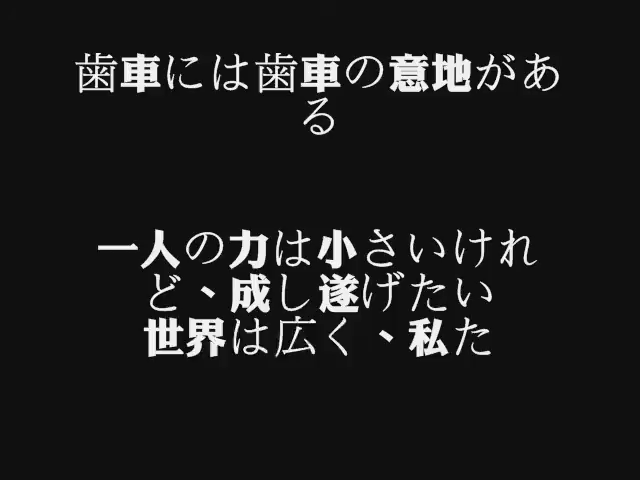 歯車には歯車の意地があ
る
一人の力は小さいけれ
ど、成し遂げたい
世界は広く、私た